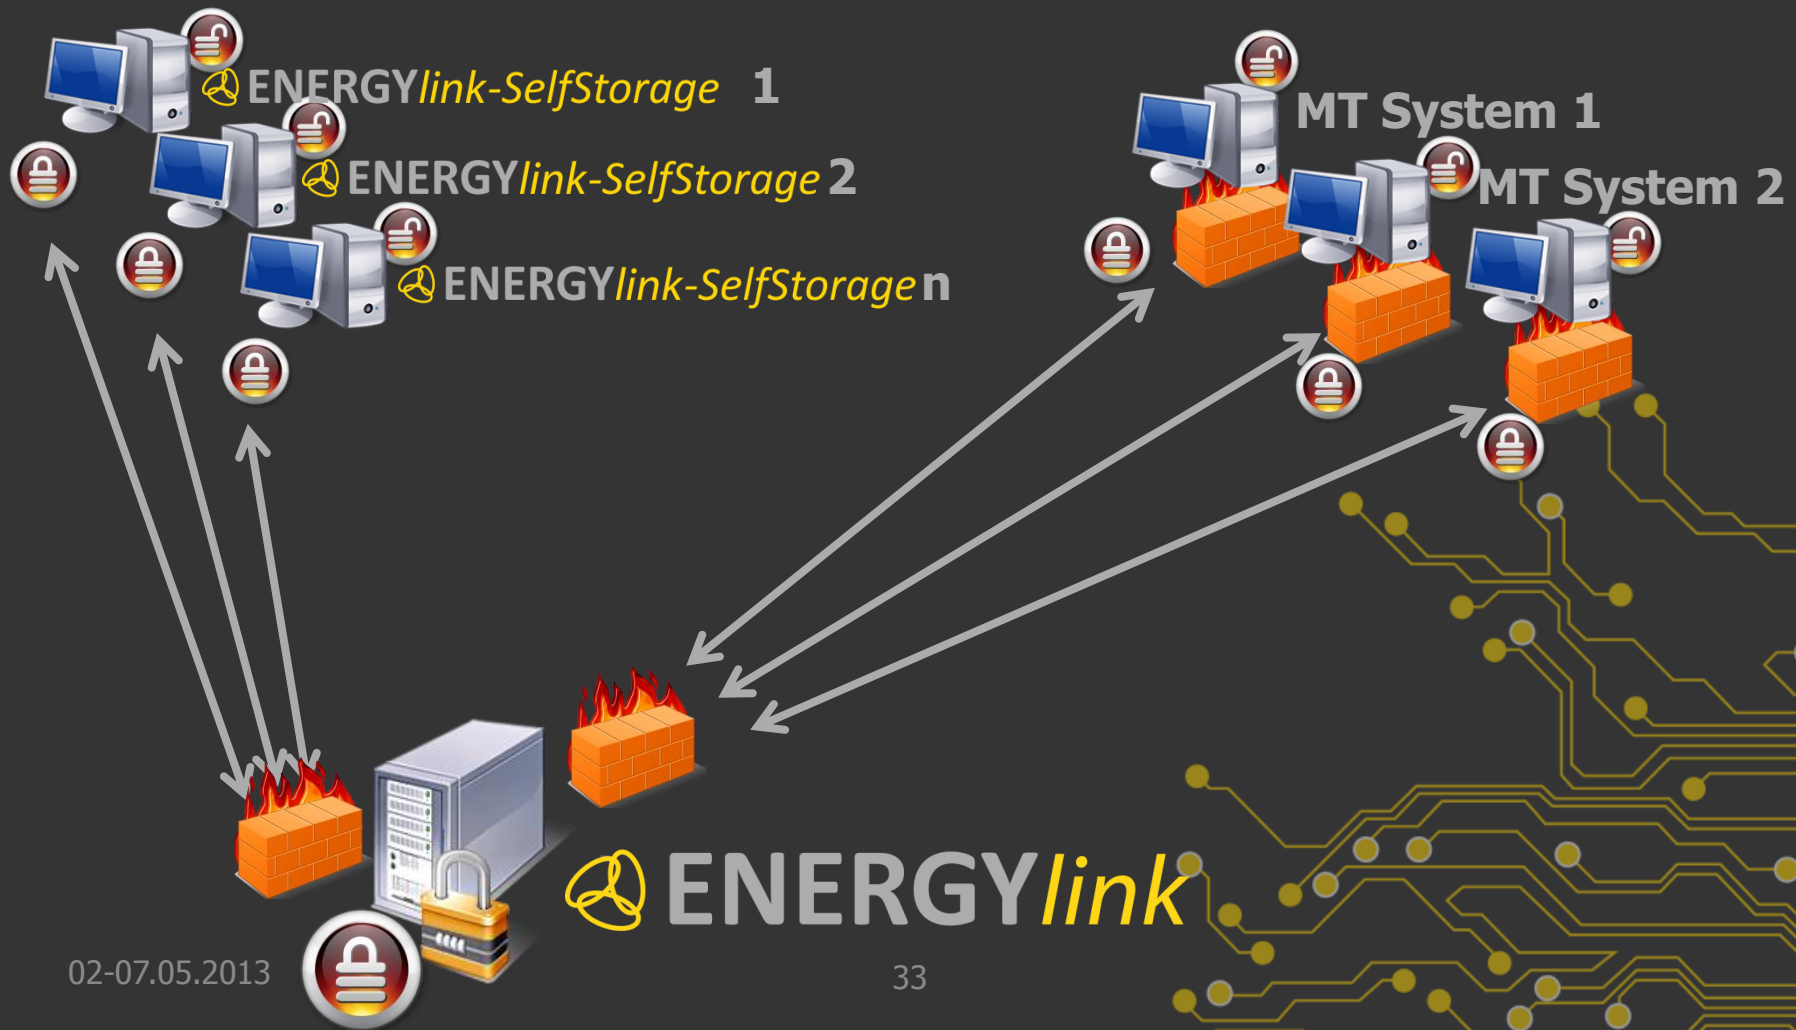 ENERGYlink-SelfStorage 1
ENERGYlink-SelfStorage 2
ENERGYlink-SelfStorage n
MT System 1
MT System 2
ENERGYlink
02-07.05.2013
33